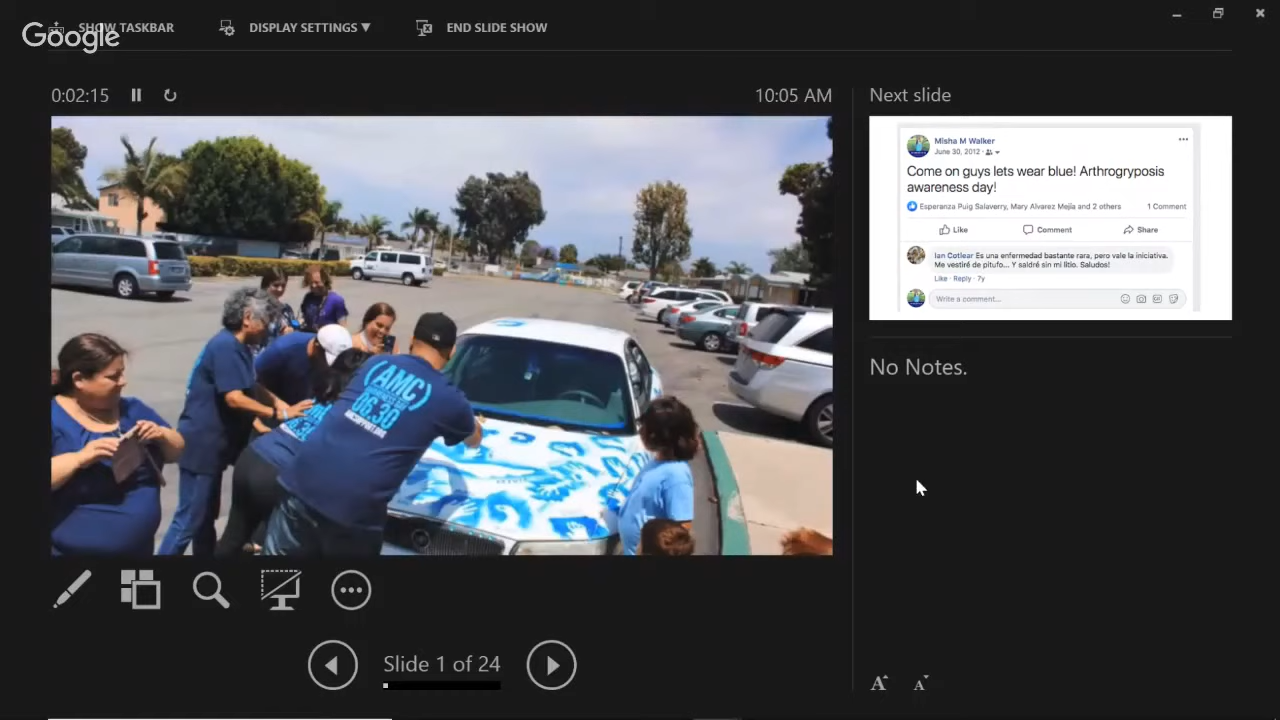 SHOW TASKBAR
DISPLAY SETTINGS ▼
END SLIDE SHOW
Google
0:02:15
10:05 AM
Next slide
Misha M Walker
June 30, 2012
Come on guys lets wear blue! Arthrogryposis
awareness day!
Esperanza Puig Salaverry, Mary Alvarez Mejia and 2 others
1 Comment
Like
Comment
Share
Ian Cotlear Es una enfermedad bastante rara, pero vale la iniciativa.
Me vestiré de pitufo... Y saldré sin mi litio. Saludos!
Like · Reply · 7y
Write a comment...
No Notes.
(AMC)
06.30
AMCSUPPORT.ORG
Slide 1 of 24
A A